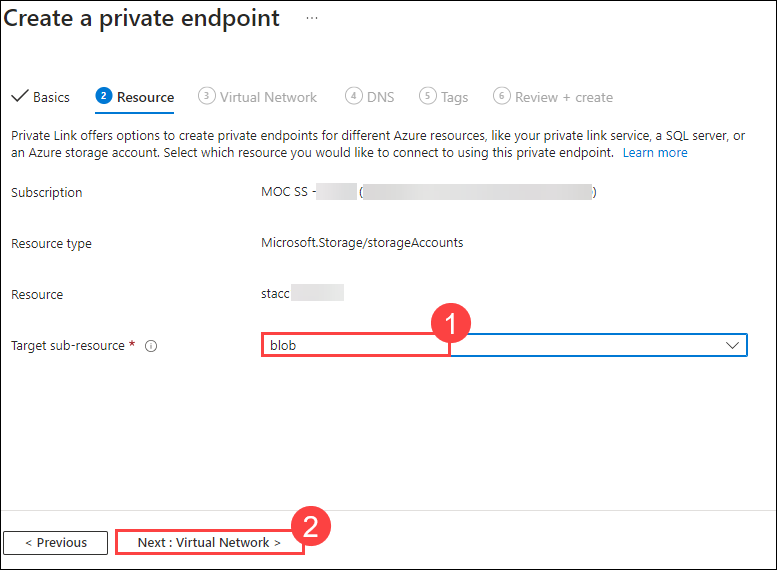 Create a private endpoint ...
Basics 2 Resource 3 Virtual Network 4 DNS 5 Tags 6 Review + create
Private Link offers options to create private endpoints for different Azure resources, like your private link service, a SQL server, or
an Azure storage account. Select which resource you would like to connect to using this private endpoint. Learn more
Subscription MOC SS - ( )
Resource type Microsoft.Storage/storageAccounts
Resource stacc
1
Target sub-resource * blob
2
< Previous Next : Virtual Network >